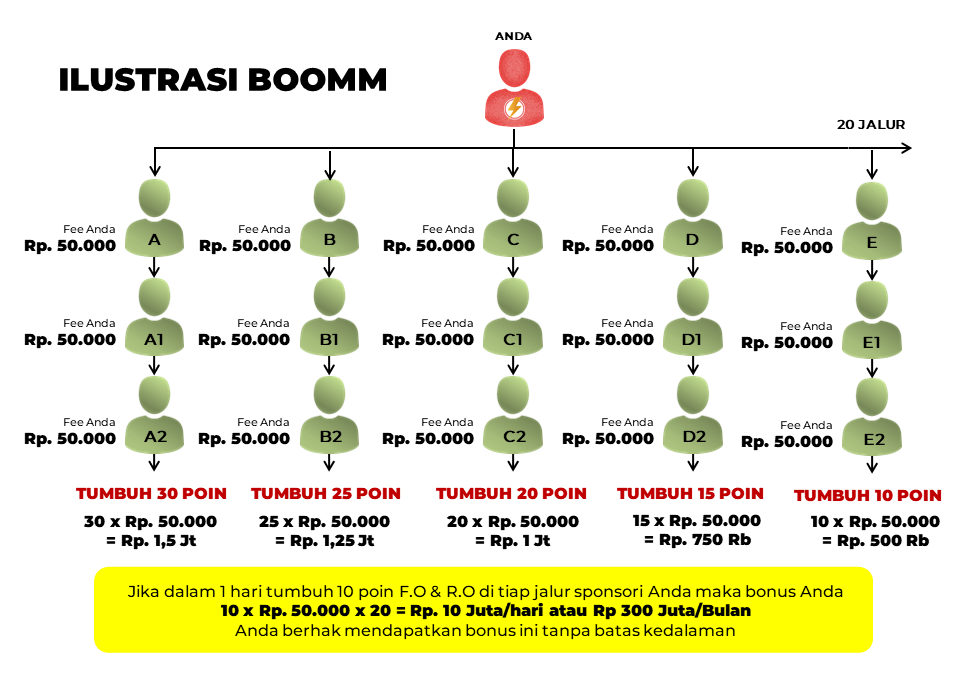 ANDA
ILUSTRASI BOOMM
20 JALUR
Fee Anda
Rp. 50.000
A
Fee Anda
Rp. 50.000
B
Fee Anda
Rp. 50.000
C
Fee Anda
Rp. 50.000
D
Fee Anda
Rp. 50.000
E
Fee Anda
Rp. 50.000
A1
Fee Anda
Rp. 50.000
B1
Fee Anda
Rp. 50.000
C1
Fee Anda
Rp. 50.000
D1
Fee Anda
Rp. 50.000
E1
Fee Anda
Rp. 50.000
A2
Fee Anda
Rp. 50.000
B2
Fee Anda
Rp. 50.000
C2
Fee Anda
Rp. 50.000
D2
Fee Anda
Rp. 50.000
E2
TUMBUH 30 POIN
30 x Rp. 50.000
= Rp. 1,5 Jt
TUMBUH 25 POIN
25 x Rp. 50.000
= Rp. 1,25 Jt
TUMBUH 20 POIN
20 x Rp. 50.000
= Rp. 1 Jt
TUMBUH 15 POIN
15 x Rp. 50.000
= Rp. 750 Rb
TUMBUH 10 POIN
10 x Rp. 50.000
= Rp. 500 Rb
Jika dalam 1 hari tumbuh 10 poin F.O & R.O di tiap jalur sponsori Anda maka bonus Anda
10 x Rp. 50.000 x 20 = Rp. 10 Juta/hari atau Rp 300 Juta/Bulan
Anda berhak mendapatkan bonus ini tanpa batas kedalaman